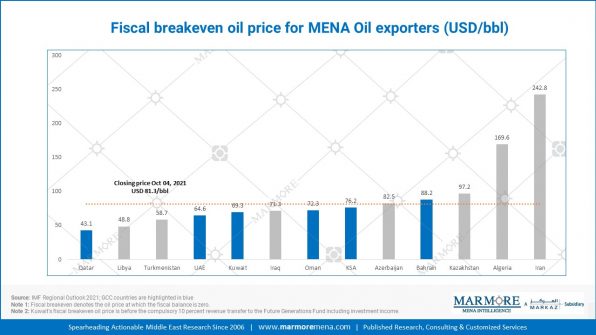 Fiscal breakeven oil price for MENA Oil exporters (USD/bbl)
300
250
200
150
100
50
0
Closing price Oct 04, 2021
USD 81.3/bbl
43.1
48.8
58.7
64.6
69.3
71.3
72.3
76.2
82.5
88.2
97.2
169.6
242.8
Qatar
Libya
Turkmenistan
UAE
Kuwait
Iraq
Oman
KSA
Azerbaijan
Bahrain
Kazakhstan
Algeria
Iran
MARMORE
MARMORE
MARMORE
Source: IMF Regional Outlook 2021; GCC countries are highlighted in blue
Note 1: Fiscal breakeven denotes the oil price at which the fiscal balance is zero.
Note 2: Kuwait's fiscal breakeven oil price is before the compulsory 10 percent revenue transfer to the Future Generations Fund including investment income
MARMORE
MENA INTELLIGENCE
A المركز MARKAZ Subsidiary
Spearheading Actionable Middle East Research Since 2006 | www.marmoremena.com | Published Research, Consulting & Customized Services